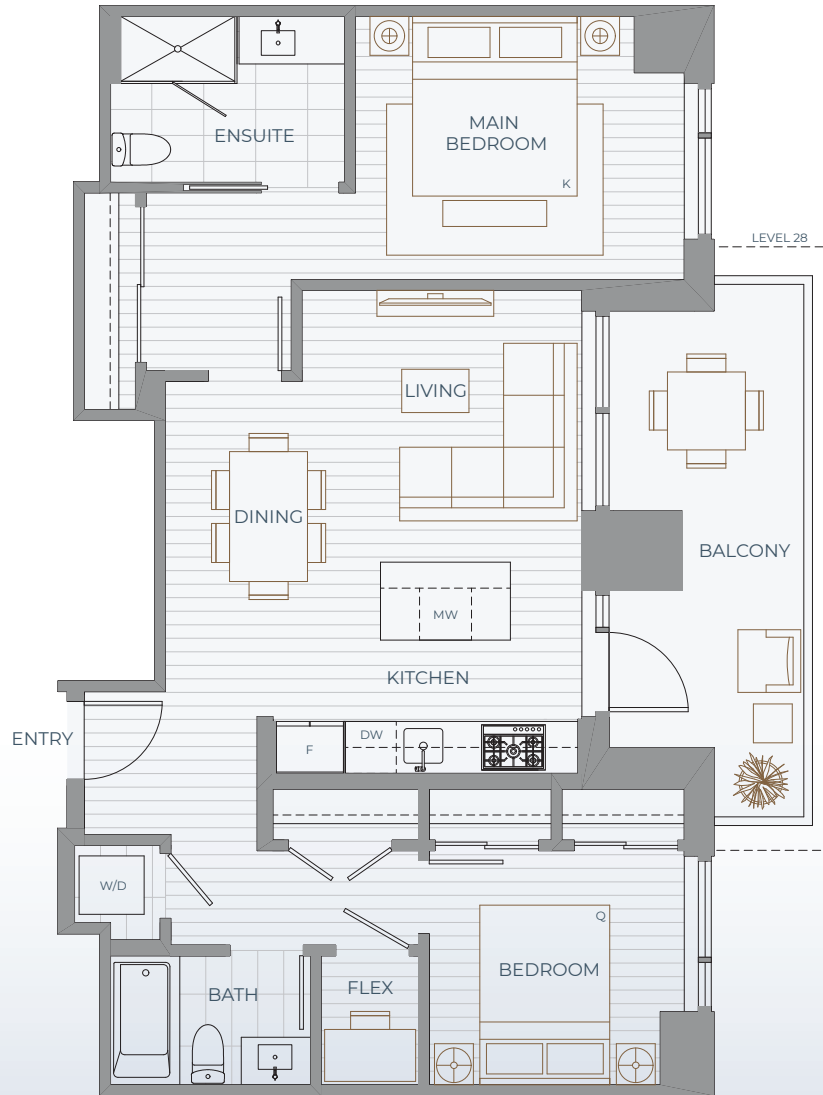 ENSUITE
MAIN
BEDROOM
K
LEVEL 28
LIVING
DINING
BALCONY
MW
KITCHEN
ENTRY
DW
F
W/D
Q
BEDROOM
BATH
FLEX